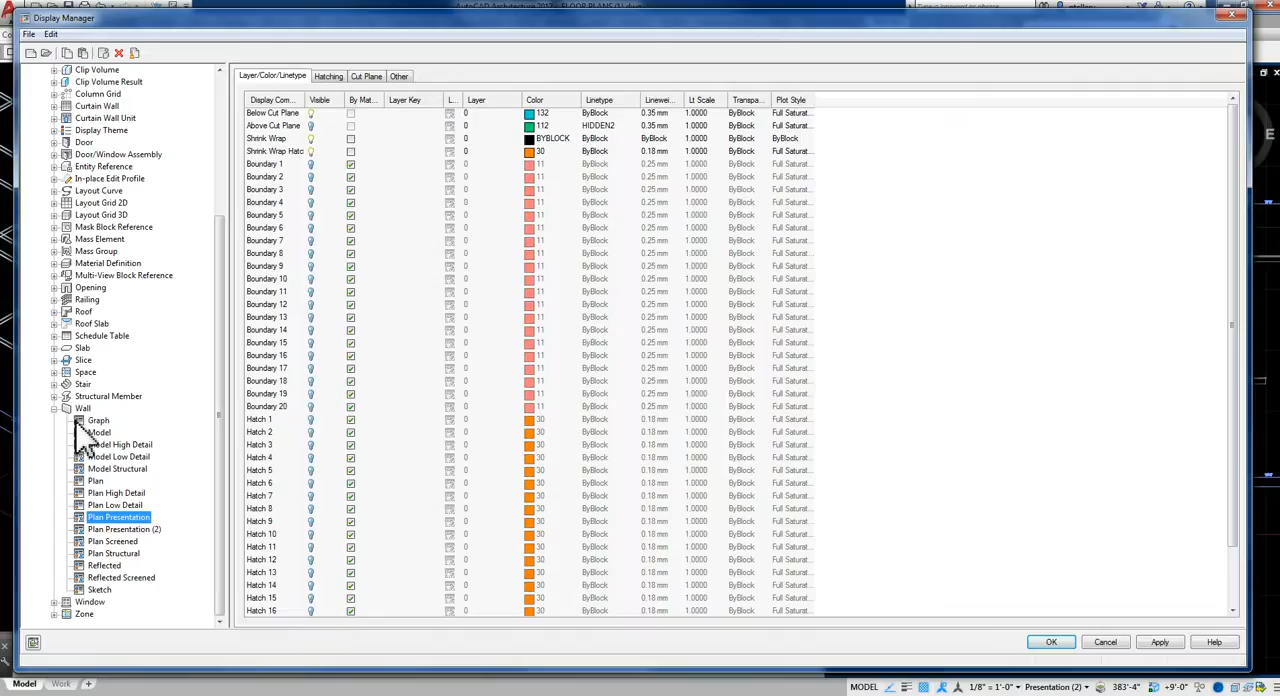 Display Manager
File Edit
Clip Volume
Clip Volume Result
Column Grid
Curtain Wall
Curtain Wall Unit
Display Theme
Door
Door/Window Assembly
Entity Reference
In-place Edit Profile
Layout Curve
Layout Grid 2D
Layout Grid 3D
Mask Block Reference
Mass Element
Mass Group
Material Definition
Multi-View Block Reference
Opening
Railing
Roof
Roof Slab
Schedule Table
Slab
Slice
Space
Stair
Structural Member
Wall
Graph
Model
Model High Detail
Model Low Detail
Model Structural
Plan
Plan High Detail
Plan Low Detail
Plan Presentation
Plan Presentation (2)
Plan Screened
Plan Structural
Reflected
Reflected Screened
Sketch
Window
Zone
Layer/Color/Linetype Hatching Cut Plane Other
Display Com... Visible By Mat... Layer Key L... Layer Color Linetype Linewei... Lt Scale Transpa... Plot Style
Below Cut Plane 0 132 ByBlock 0.35 mm 1.0000 ByBlock Full Saturat...
Above Cut Plane 0 112 HIDDEN2 0.35 mm 1.0000 ByBlock Full Saturat...
Shrink Wrap 0 BYBLOCK ByBlock ByBlock 1.0000 ByBlock ByBlock
Shrink Wrap Hatc 0 30 ByBlock 0.18 mm 1.0000 ByBlock Full Saturat...
Boundary 1 0 11 ByBlock 0.25 mm 1.0000 ByBlock Full Saturat...
Boundary 2 0 11 ByBlock 0.25 mm 1.0000 ByBlock Full Saturat...
Boundary 3 0 11 ByBlock 0.25 mm 1.0000 ByBlock Full Saturat...
Boundary 4 0 11 ByBlock 0.25 mm 1.0000 ByBlock Full Saturat...
Boundary 5 0 11 ByBlock 0.25 mm 1.0000 ByBlock Full Saturat...
Boundary 6 0 11 ByBlock 0.25 mm 1.0000 ByBlock Full Saturat...
Boundary 7 0 11 ByBlock 0.25 mm 1.0000 ByBlock Full Saturat...
Boundary 8 0 11 ByBlock 0.25 mm 1.0000 ByBlock Full Saturat...
Boundary 9 0 11 ByBlock 0.25 mm 1.0000 ByBlock Full Saturat...
Boundary 10 0 11 ByBlock 0.25 mm 1.0000 ByBlock Full Saturat...
Boundary 11 0 11 ByBlock 0.25 mm 1.0000 ByBlock Full Saturat...
Boundary 12 0 11 ByBlock 0.25 mm 1.0000 ByBlock Full Saturat...
Boundary 13 0 11 ByBlock 0.25 mm 1.0000 ByBlock Full Saturat...
Boundary 14 0 11 ByBlock 0.25 mm 1.0000 ByBlock Full Saturat...
Boundary 15 0 11 ByBlock 0.25 mm 1.0000 ByBlock Full Saturat...
Boundary 16 0 11 ByBlock 0.25 mm 1.0000 ByBlock Full Saturat...
Boundary 17 0 11 ByBlock 0.25 mm 1.0000 ByBlock Full Saturat...
Boundary 18 0 11 ByBlock 0.25 mm 1.0000 ByBlock Full Saturat...
Boundary 19 0 11 ByBlock 0.25 mm 1.0000 ByBlock Full Saturat...
Boundary 20 0 11 ByBlock 0.25 mm 1.0000 ByBlock Full Saturat...
Hatch 1 0 30 ByBlock 0.18 mm 1.0000 ByBlock Full Saturat...
Hatch 2 0 30 ByBlock 0.18 mm 1.0000 ByBlock Full Saturat...
Hatch 3 0 30 ByBlock 0.18 mm 1.0000 ByBlock Full Saturat...
Hatch 4 0 30 ByBlock 0.18 mm 1.0000 ByBlock Full Saturat...
Hatch 5 0 30 ByBlock 0.18 mm 1.0000 ByBlock Full Saturat...
Hatch 6 0 30 ByBlock 0.18 mm 1.0000 ByBlock Full Saturat...
Hatch 7 0 30 ByBlock 0.18 mm 1.0000 ByBlock Full Saturat...
Hatch 8 0 30 ByBlock 0.18 mm 1.0000 ByBlock Full Saturat...
Hatch 9 0 30 ByBlock 0.18 mm 1.0000 ByBlock Full Saturat...
Hatch 10 0 30 ByBlock 0.18 mm 1.0000 ByBlock Full Saturat...
Hatch 11 0 30 ByBlock 0.18 mm 1.0000 ByBlock Full Saturat...
Hatch 12 0 30 ByBlock 0.18 mm 1.0000 ByBlock Full Saturat...
Hatch 13 0 30 ByBlock 0.18 mm 1.0000 ByBlock Full Saturat...
Hatch 14 0 30 ByBlock 0.18 mm 1.0000 ByBlock Full Saturat...
Hatch 15 0 30 ByBlock 0.18 mm 1.0000 ByBlock Full Saturat...
Hatch 16 0 30 ByBlock 0.18 mm 1.0000 ByBlock Full Saturat...
OK Cancel Apply Help
E
Model Work +
MODEL 1/8" = 1'-0" Presentation (2) 383'-4" +9'-0"